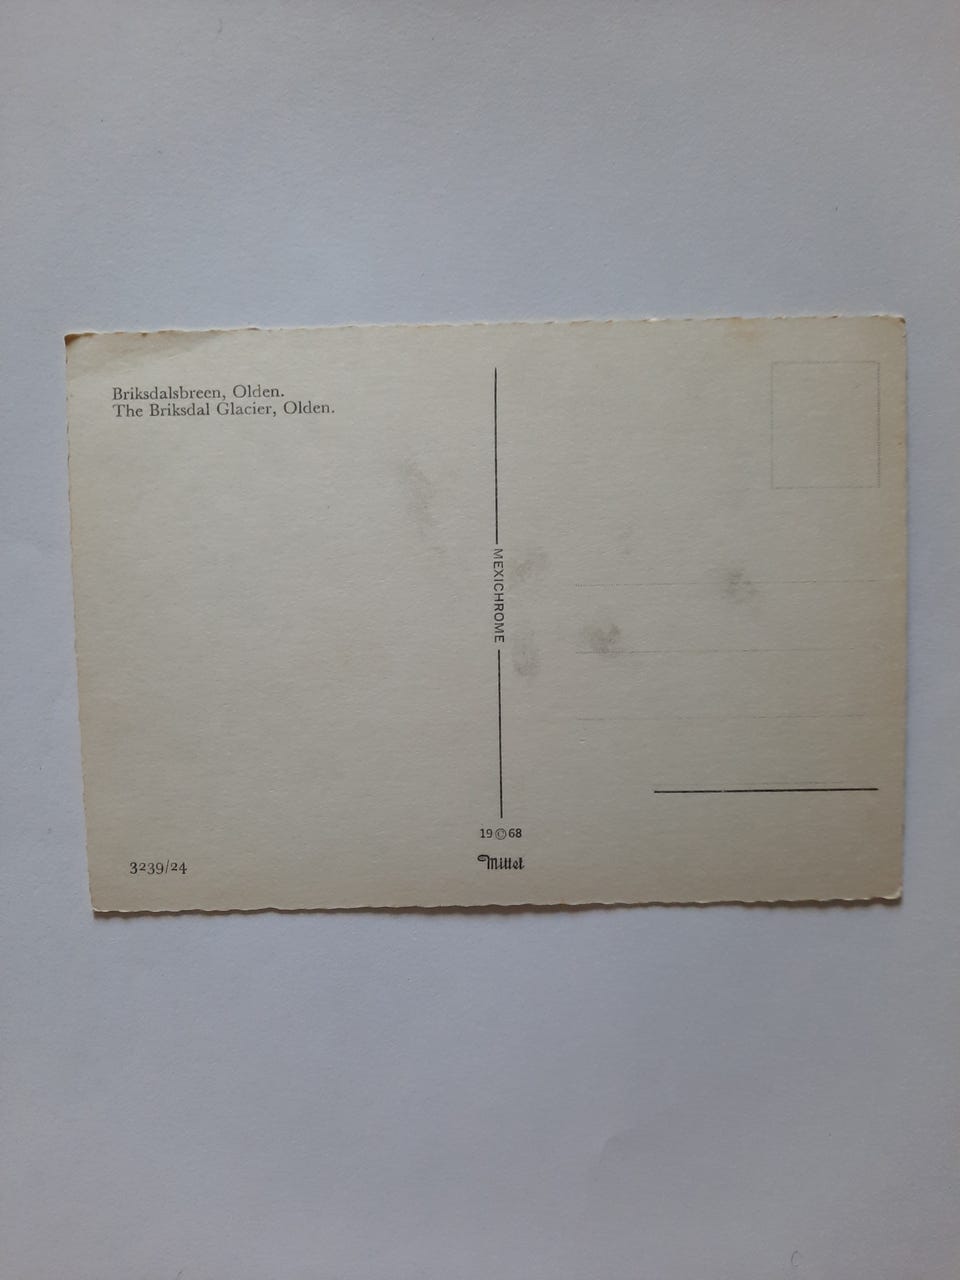 Briksdalsbreen, Olden.
The Briksdal Glacier, Olden.
MEXICHROME
19©68
Mittet
3239/24